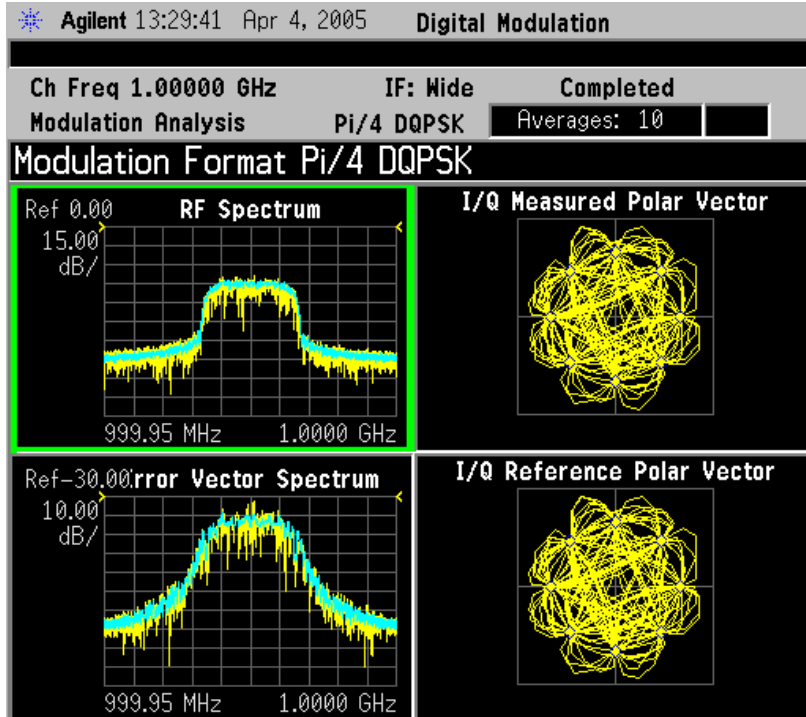 Agilent 13:29:41 Apr 4, 2005 Digital Modulation
Ch Freq 1.00000 GHz IF: Wide Completed
Modulation Analysis Pi/4 DQPSK Averages: 10
Modulation Format Pi/4 DQPSK
Ref 0.00 RF Spectrum
15.00
dB/
999.95 MHz 1.0000 GHz
I/Q Measured Polar Vector
Ref-30.00 rror Vector Spectrum
10.00
dB/
999.95 MHz 1.0000 GHz
I/Q Reference Polar Vector